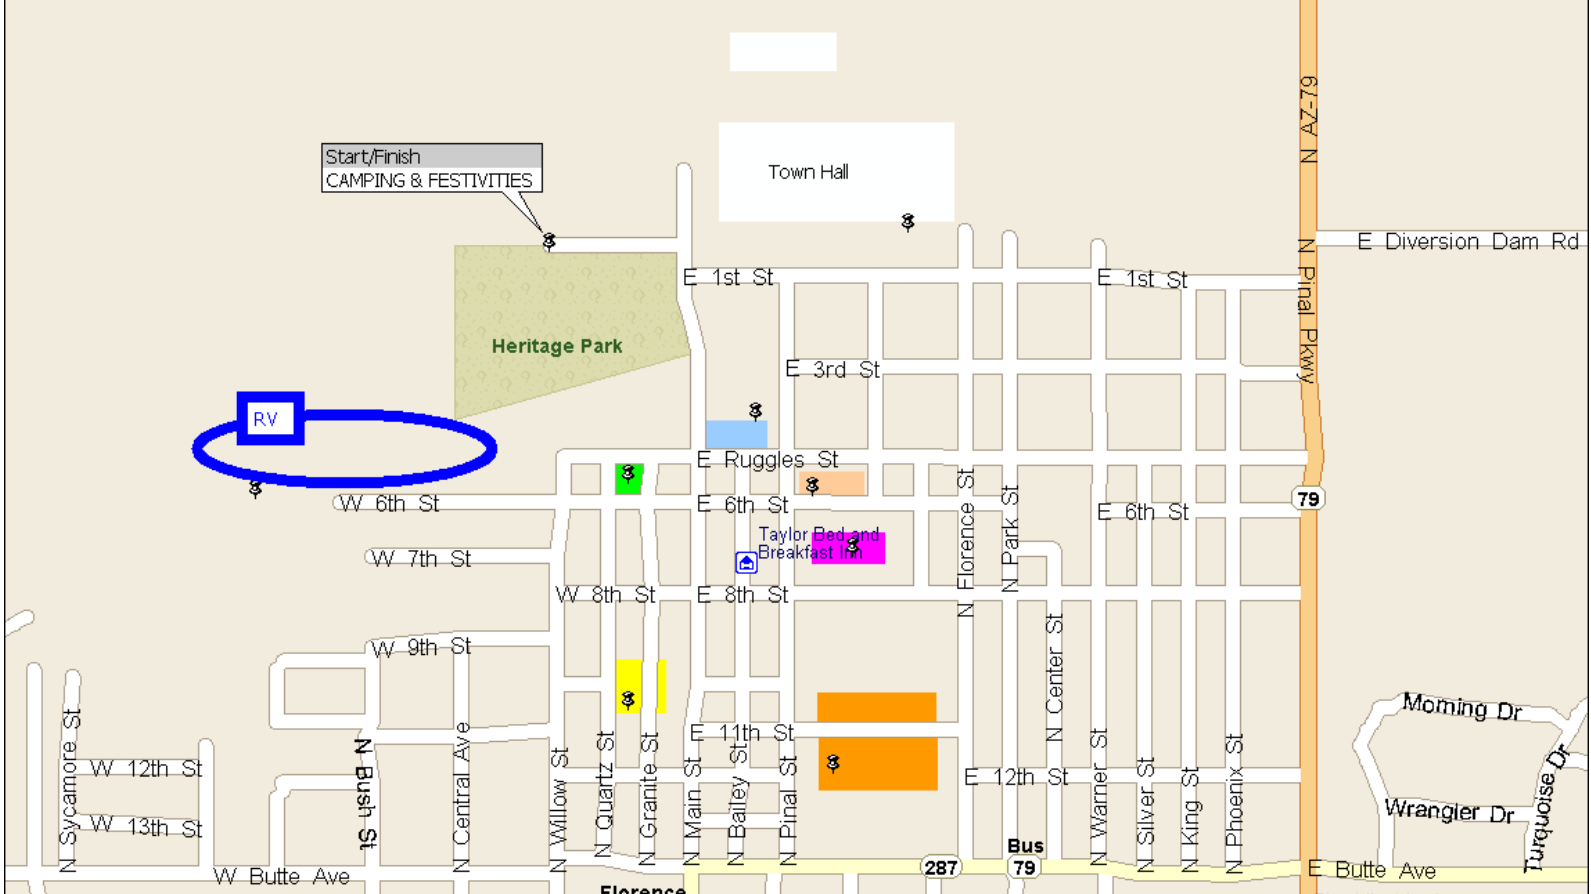 N AZ-79
Start/Finish
CAMPING & FESTIVITIES
Town Hall
E Diversion Dam Rd
N Pinal Pkwy
E 1st St
E 1st St
Heritage Park
E 3rd St
RV
E Ruggles St
W 6th St
E 6th St
E 6th St
79
N Florence St
N Park St
Taylor Bed and
Breakfast Inn
W 7th St
W 8th St
E 8th St
W 9th St
N Center St
Morning Dr
E 11th St
W 12th St
E 12th St
N Sycamore St
N Bush St
N Central Ave
N Willow St
N Quartz St
N Granite St
N Main St
N Bailey St
N Pinal St
N Warner St
N Silver St
N King St
N Phoenix St
Wrangler Dr
Turquoise Dr
W 13th St
Bus
287
79
W Butte Ave
E Butte Ave
Florence